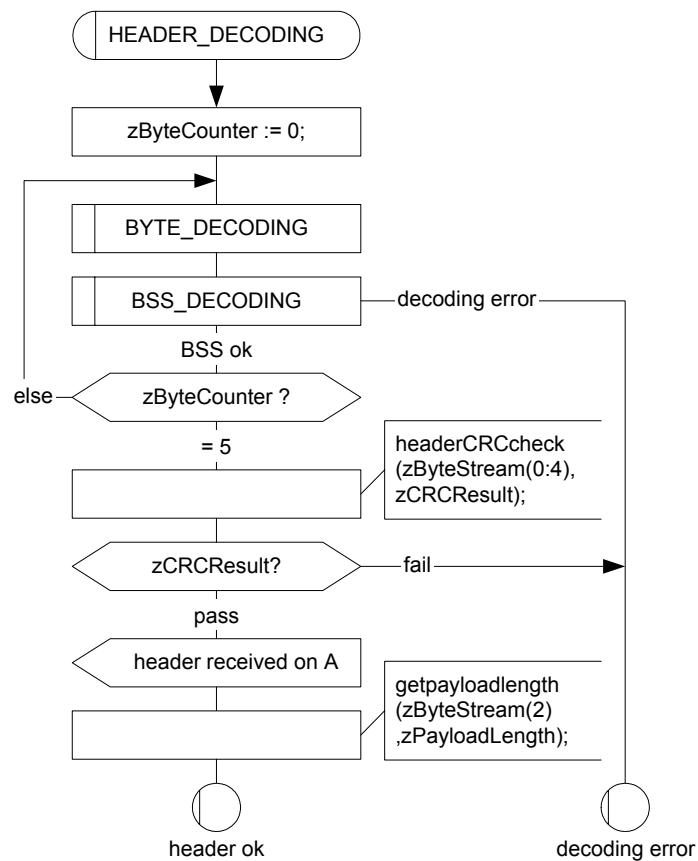 HEADER_DECODING
zByteCounter := 0;
BYTE_DECODING
BSS_DECODING
decoding error
BSS ok
else
zByteCounter ?
= 5
headerCRCcheck
(zByteStream(0:4),
zCRCResult);
zCRCResult?
fail
pass
header received on A
getpayloadlength
(zByteStream(2)
,zPayloadLength);
header ok
decoding error